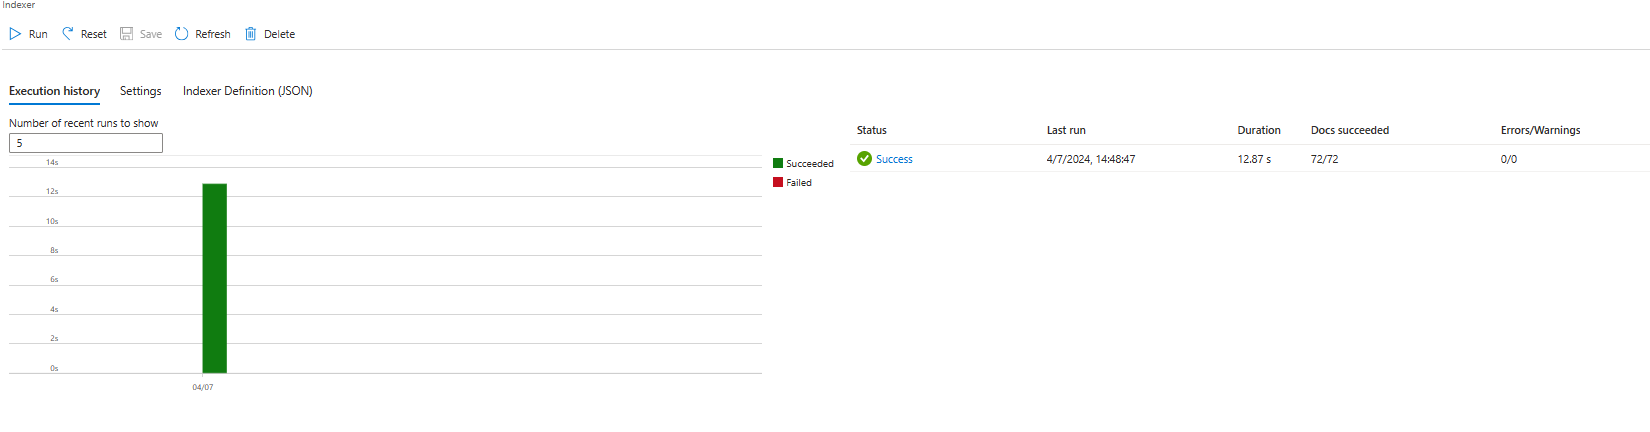 Indexer
Run Reset Save Refresh Delete
Execution history Settings Indexer Definition (JSON)
Number of recent runs to show
5
14s
12s
10s
8s
6s
4s
2s
0s
04/07
Succeeded
Failed
Status Last run Duration Docs succeeded Errors/Warnings
Success 4/7/2024, 14:48:47 12.87 s 72/72 0/0